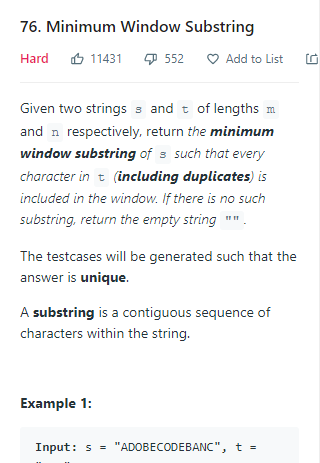 76. Minimum Window Substring
Hard 11431 552 Add to List
Given two strings s and t of lengths m
and n respectively, return the minimum
window substring of s such that every
character in t (including duplicates) is
included in the window. If there is no such
substring, return the empty string "".
The testcases will be generated such that the
answer is unique.
A substring is a contiguous sequence of
characters within the string.
Example 1:
Input: s = "ADOBECODEBANC", t =